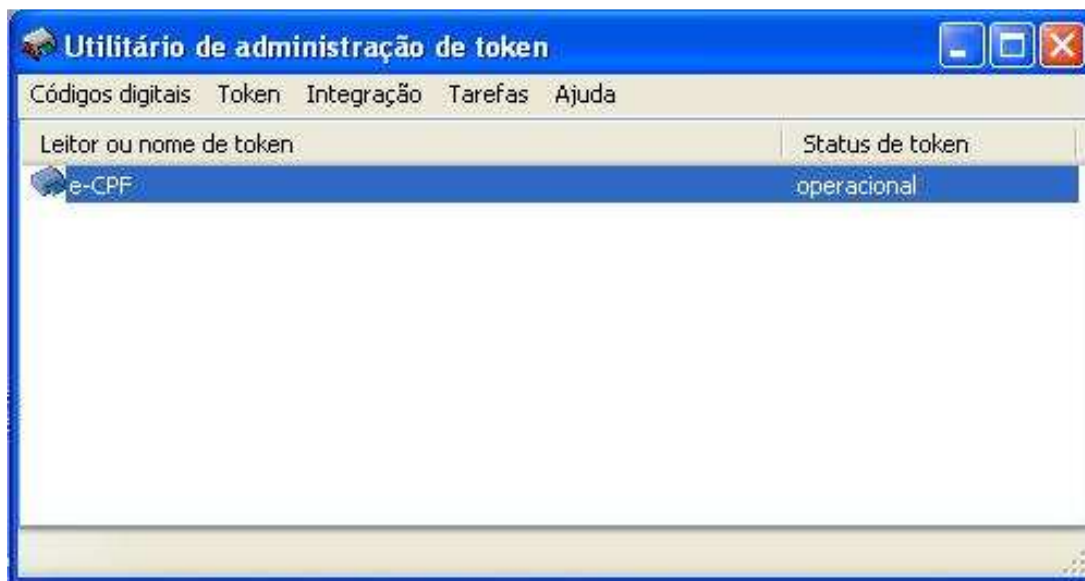 Utilitário de administração de token
Códigos digitais Token Integração Tarefas Ajuda
Leitor ou nome de token Status de token
e-CPF operacional